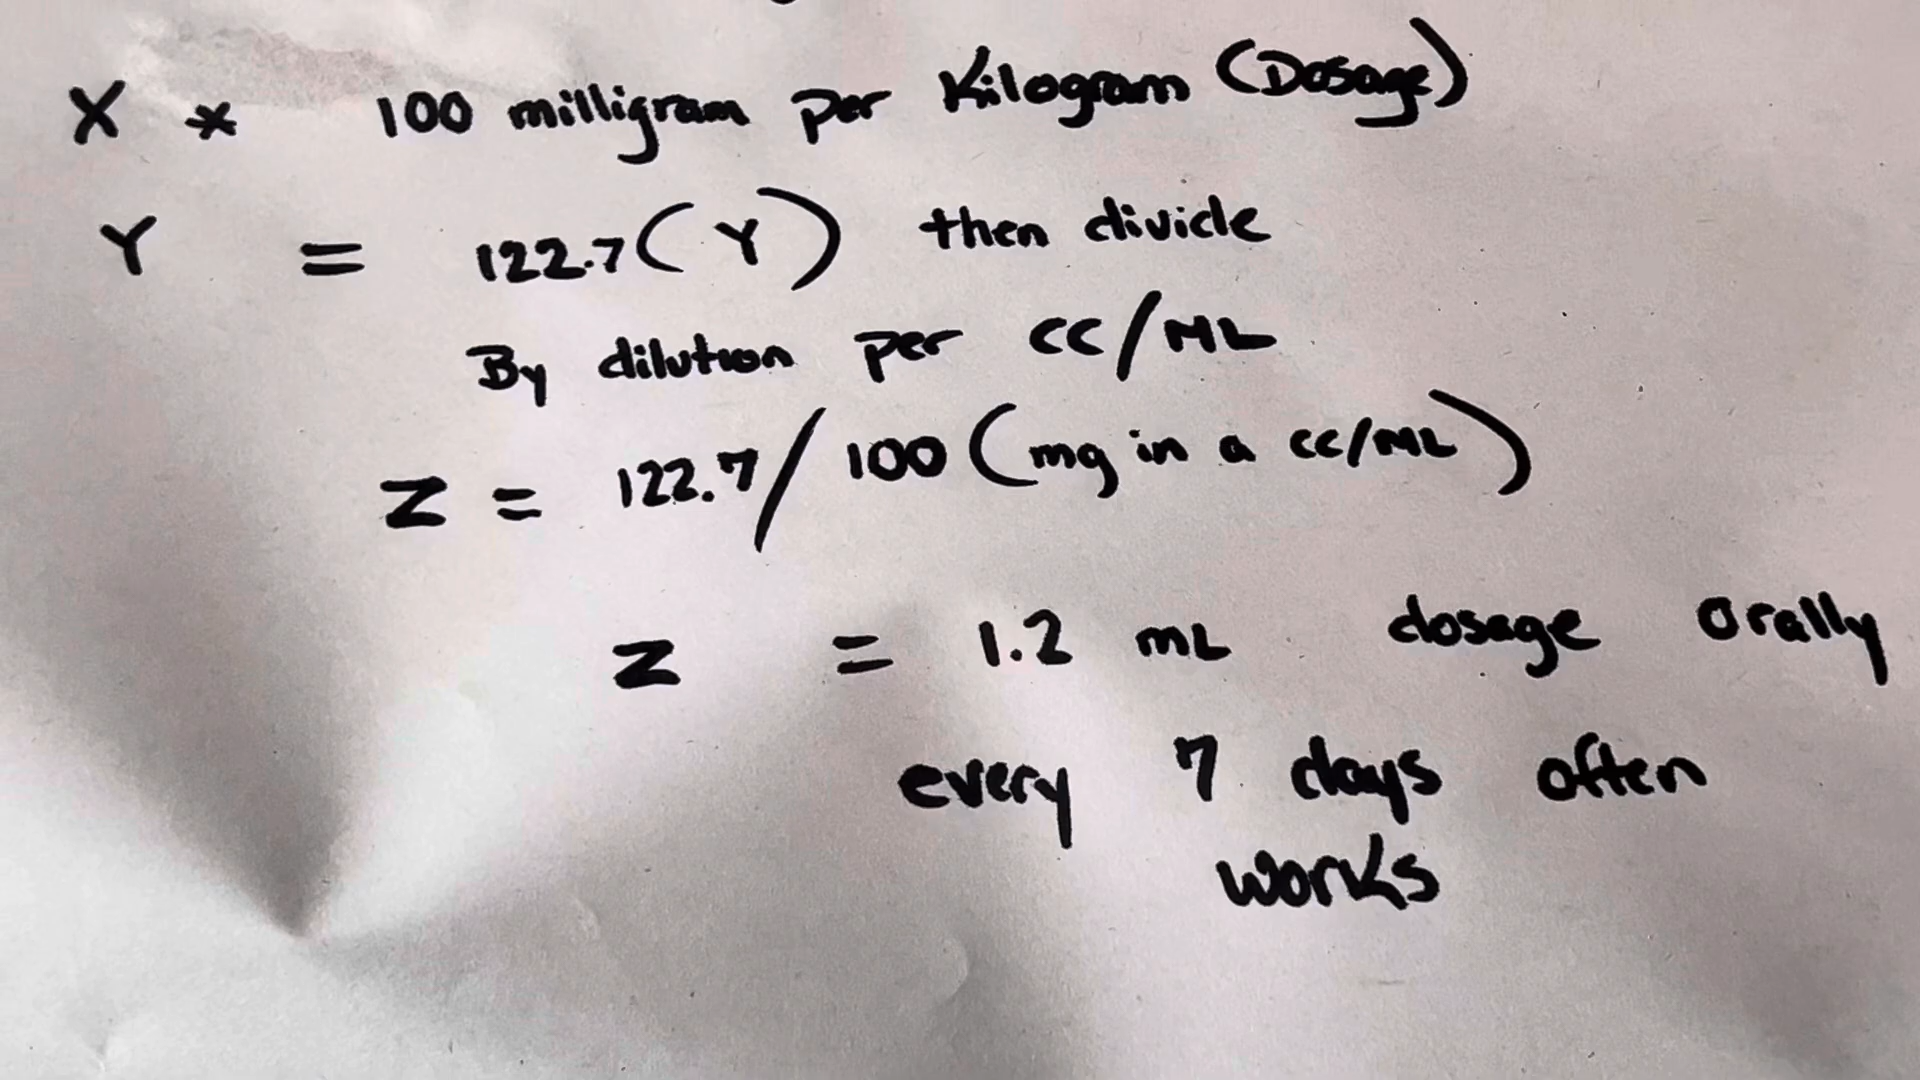 X * 100 milligram per Kilogram (Dosage)
Y = 122.7 (Y) then divide
By dilution per CC/ML
Z = 122.7/100 (mg in a cc/ML)
Z = 1.2 mL dosage orally
every 7 days often
works